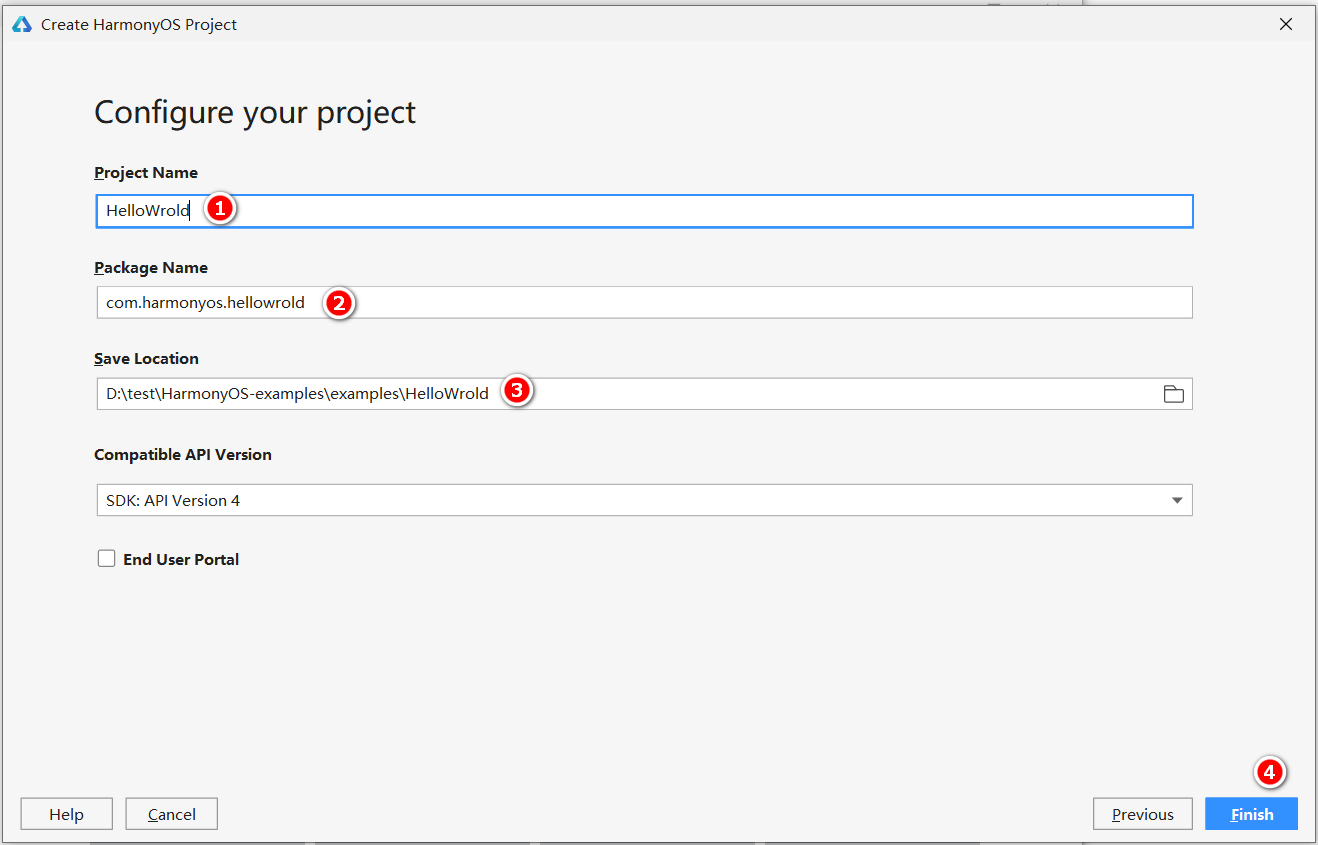 Create HarmonyOS Project
Configure your project
Project Name
HelloWrold 1
Package Name
com.harmonyos.hellowrold 2
Save Location
D:\test\HarmonyOS-examples\examples\HelloWrold 3
Compatible API Version
SDK: API Version 4
End User Portal
4
Help Cancel Previous Finish